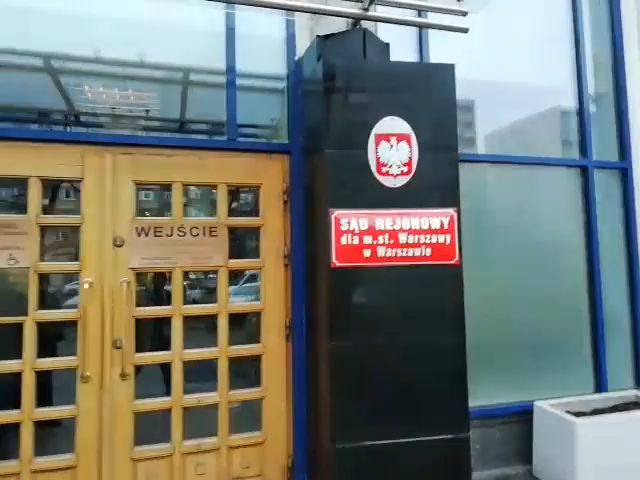 WEJŚCIE
SĄD REJONOWY
dla m.st. Warszawy
w Warszawie